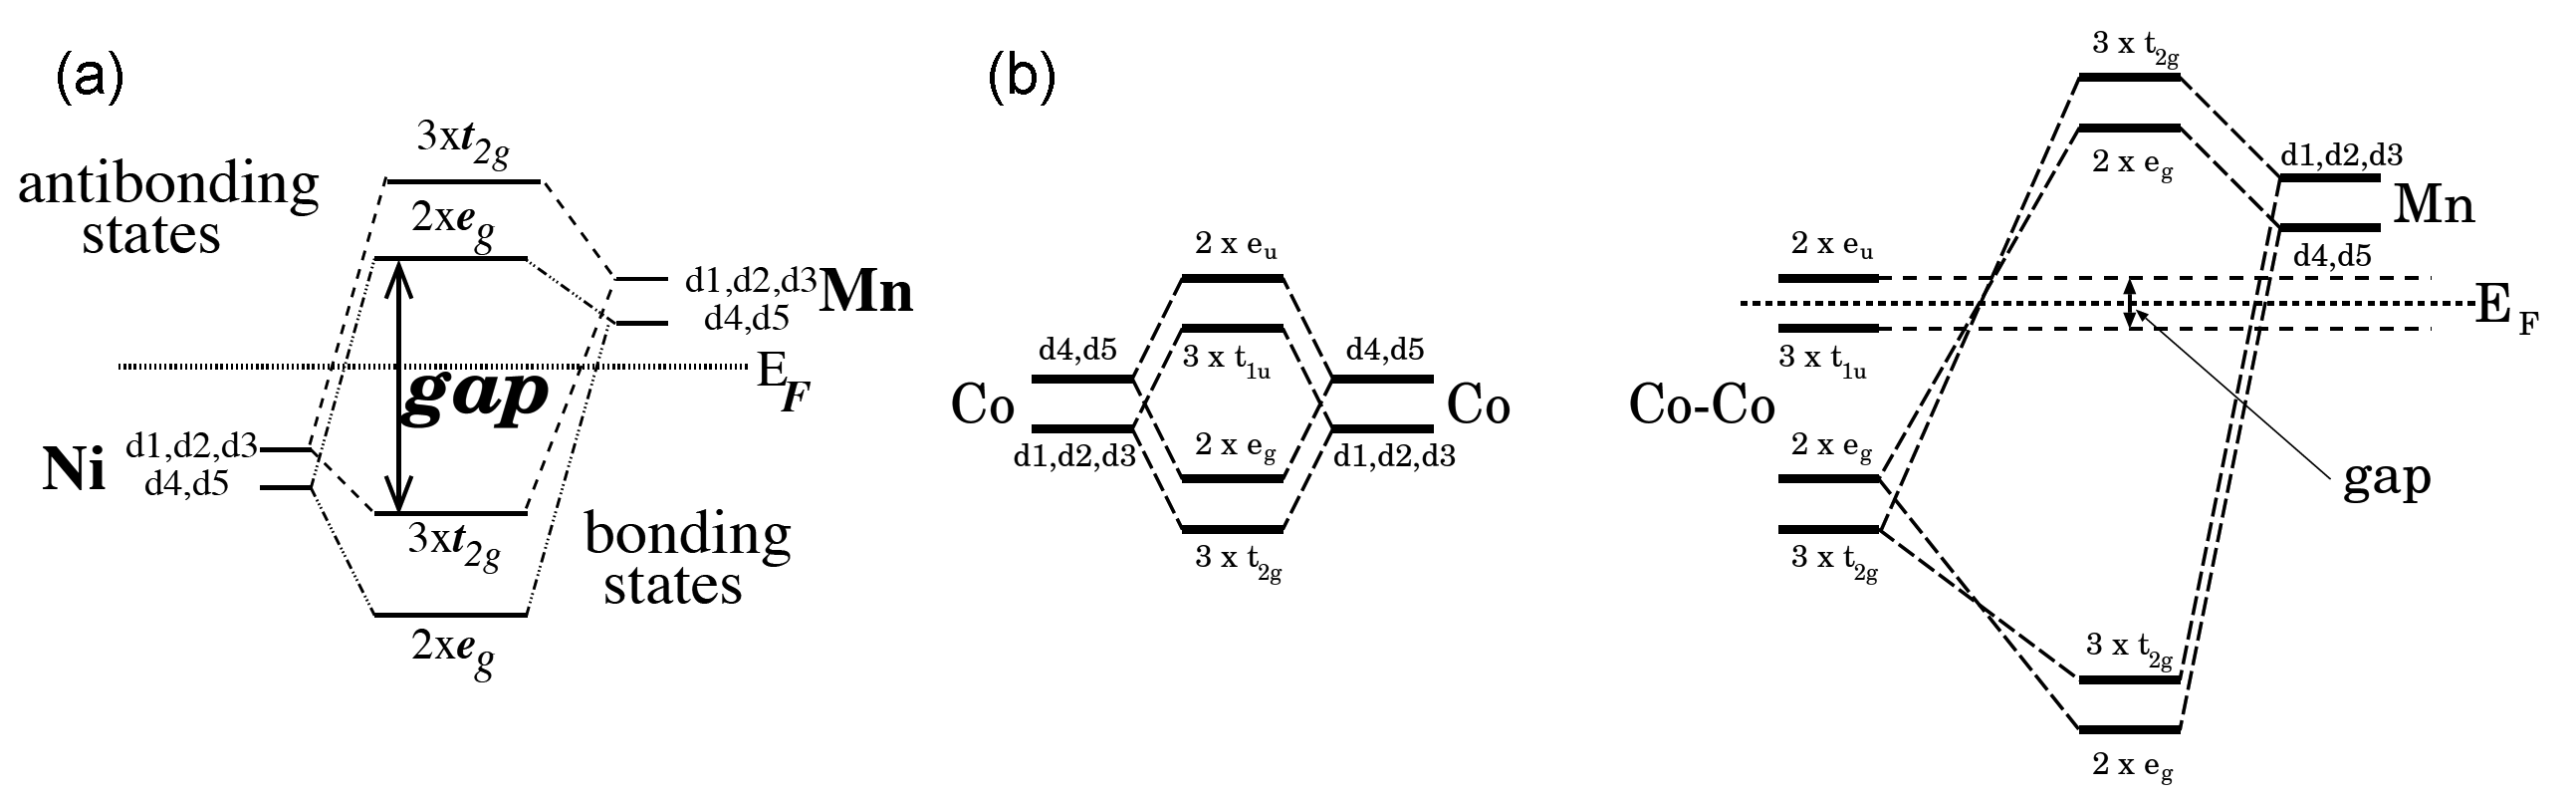 (a)
3xt2g
antibonding
states
2xeg
d1,d2,d3
Mn
d4,d5
EF
gap
Ni
d1,d2,d3
d4,d5
3xt2g
bonding
states
2xeg
(b)
2 x eu
d4,d5
3 x t1u
d4,d5
Co
Co
d1,d2,d3
2 x eg
d1,d2,d3
3 x t2g
3 x t2g
2 x eg
d1,d2,d3
Mn
d4,d5
2 x eu
EF
3 x t1u
Co-Co
2 x eg
gap
3 x t2g
3 x t2g
2 x eg